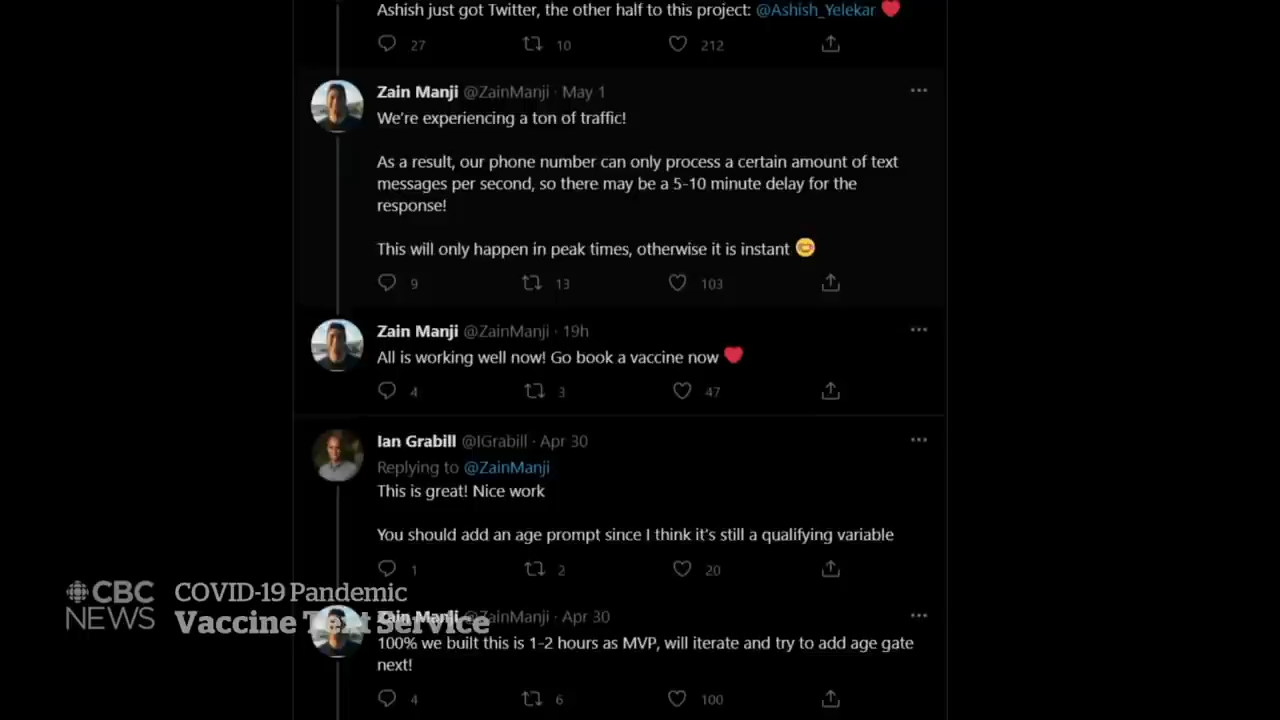 Ashish just got Twitter, the other half to this project: @Ashish_Yelekar
27 10 212
Zain Manji @ZainManji · May 1
We're experiencing a ton of traffic!
As a result, our phone number can only process a certain amount of text
messages per second, so there may be a 5-10 minute delay for the
response!
This will only happen in peak times, otherwise it is instant
9 13 103
Zain Manji @ZainManji · 19h
All is working well now! Go book a vaccine now
4 3 47
Ian Grabill @IGrabill · Apr 30
Replying to @ZainManji
This is great! Nice work
You should add an age prompt since I think it's still a qualifying variable
1 2 20
CBC NEWS
COVID-19 Pandemic
Vaccine Text Service
Zain Manji @ZainManji · Apr 30
100% we built this is 1-2 hours as MVP, will iterate and try to add age gate
next!
4 6 100